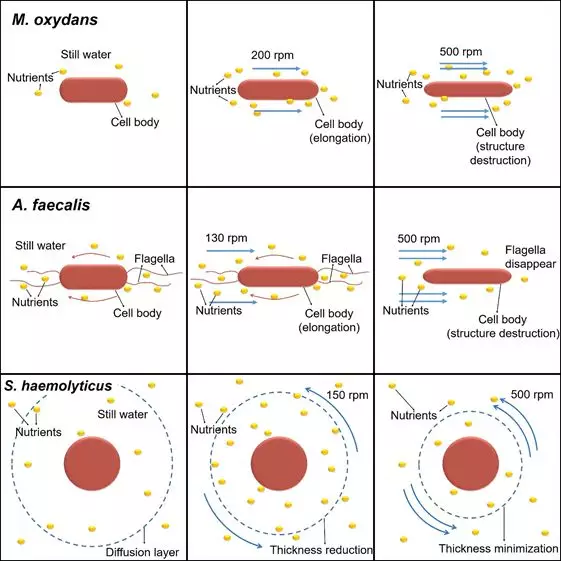 M. oxydans
Still water
Nutrients
Cell body
200 rpm
Nutrients
Cell body
(elongation)
500 rpm
Nutrients
Cell body
(structure
destruction)
A. faecalis
Still water
Flagella
Nutrients
Cell body
130 rpm
Flagella
Nutrients
Cell body
(elongation)
500 rpm
Flagella
disappear
Nutrients
Cell body
(structure destruction)
S. haemolyticus
Still water
Nutrients
Diffusion layer
150 rpm
Nutrients
Thickness reduction
500 rpm
Nutrients
Thickness minimization